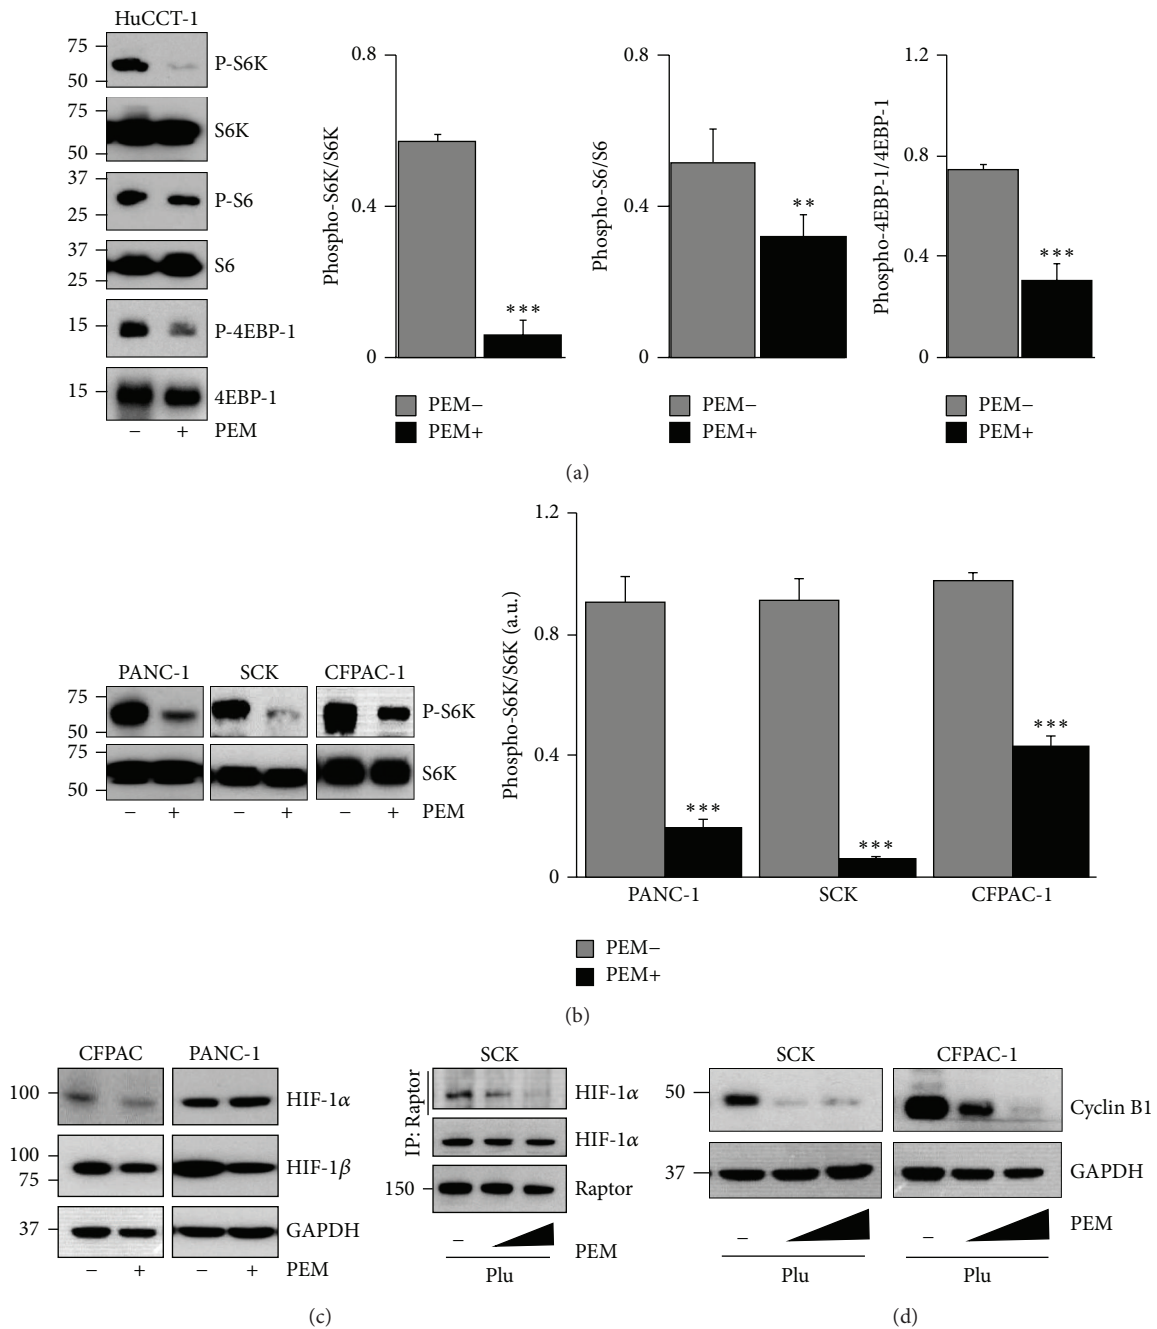 HuCCT-1
75
50
P-S6K
75
50
S6K
37
25
P-S6
37
25
S6
15
P-4EBP-1
15
4EBP-1
− + PEM
Phospho-S6K/S6K
0.8
0.4
0
***
PEM−
PEM+
Phospho-S6/S6
0.8
0.4
0
**
PEM−
PEM+
Phospho-4EBP-1/4EBP-1
1.2
0.8
0.4
0
***
PEM−
PEM+
(a)
PANC-1 SCK CFPAC-1
75
50
P-S6K
75
50
S6K
− + − + − + PEM
Phospho-S6K/S6K (a.u.)
1.2
0.8
0.4
0
*** *** ***
PANC-1 SCK CFPAC-1
PEM−
PEM+
(b)
CFPAC PANC-1
100
HIF-1α
100
75
HIF-1β
37
GAPDH
− + − + PEM
SCK
IP: Raptor
HIF-1α
HIF-1α
150
Raptor
− PEM
Plu
(c)
SCK CFPAC-1
50
Cyclin B1
37
GAPDH
− − PEM
Plu Plu
(d)